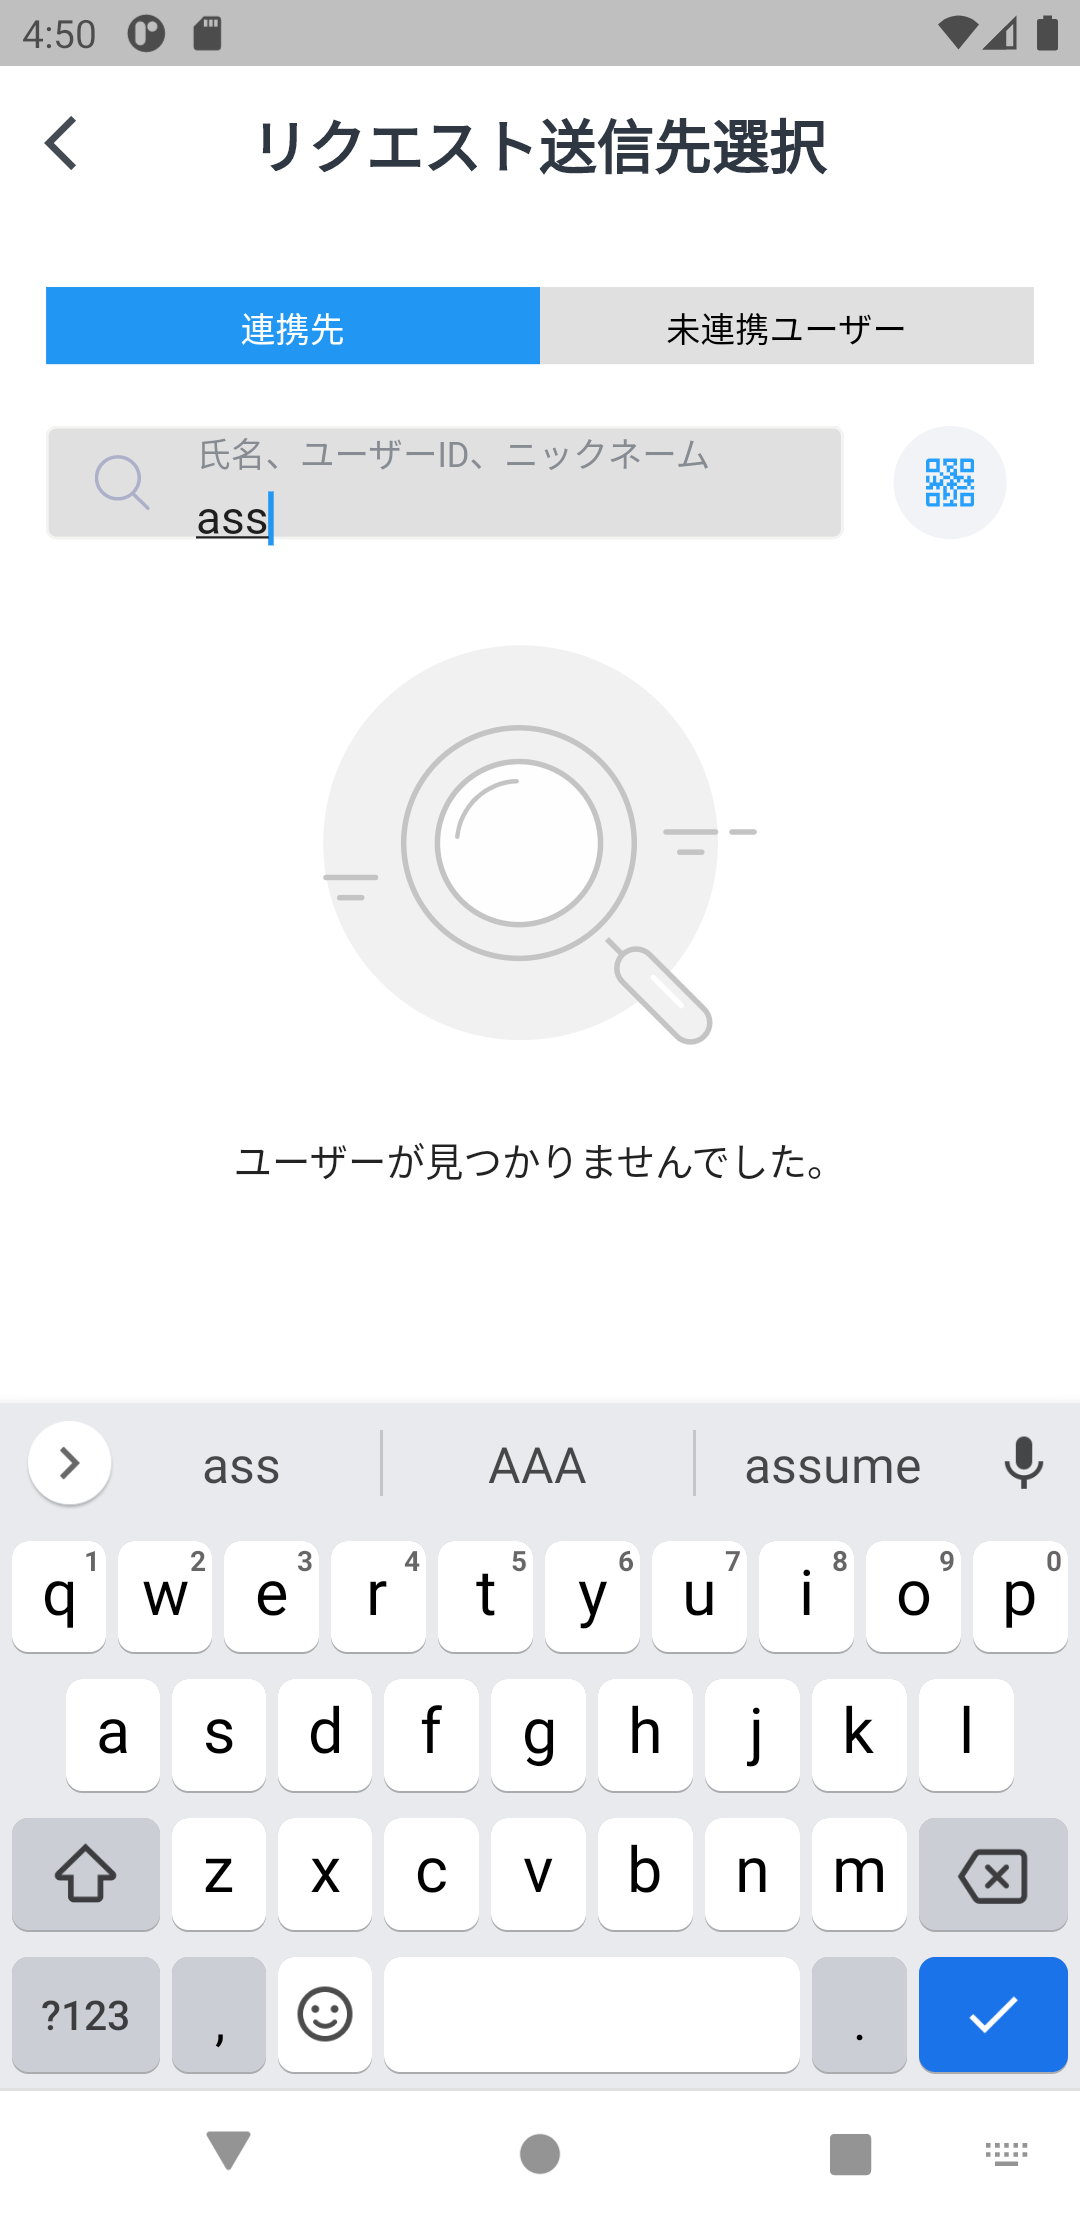 4:50
リクエスト送信先選択
連携先
未連携ユーザー
氏名、ユーザーID、ニックネーム
ass
ユーザーが見つかりませんでした。
ass
AAA
assume
q 1 w 2 e 3 r 4 t 5 y 6 u 7 i 8 o 9 p 0
a s d f g h j k l
z x c v b n m
?123 , .